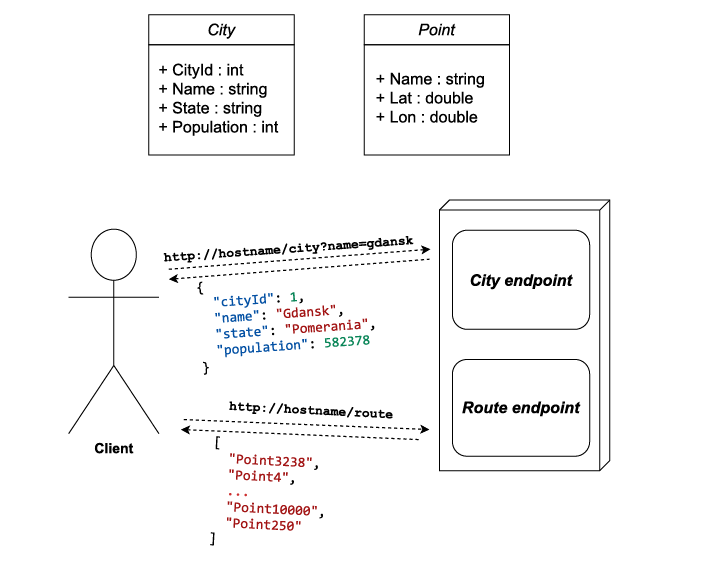 City
+ CityId : int
+ Name : string
+ State : string
+ Population : int
Point
+ Name : string
+ Lat : double
+ Lon : double
http://hostname/city?name=gdansk
{
"cityId": 1,
"name": "Gdansk",
"state": "Pomerania",
"population": 582378
}
City endpoint
http://hostname/route
[
"Point3238",
"Point4",
...
"Point10000",
"Point250"
]
Route endpoint
Client